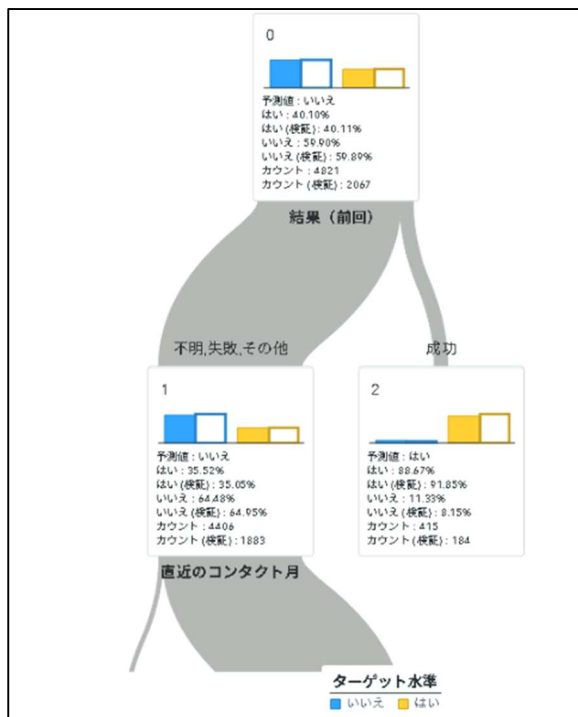 0
予測値 : いいえ
はい : 40.10%
はい (検証) : 40.11%
いいえ : 59.90%
いいえ (検証) : 59.89%
カウント : 4821
カウント (検証) : 2067
結果（前回）
不明,失敗,その他
成功
1
予測値 : いいえ
はい : 35.52%
はい (検証) : 35.05%
いいえ : 64.48%
いいえ (検証) : 64.95%
カウント : 4406
カウント (検証) : 1883
2
予測値 : はい
はい : 88.67%
はい (検証) : 91.85%
いいえ : 11.33%
いいえ (検証) : 8.15%
カウント : 415
カウント (検証) : 184
直近のコンタクト月
ターゲット水準
いいえ はい